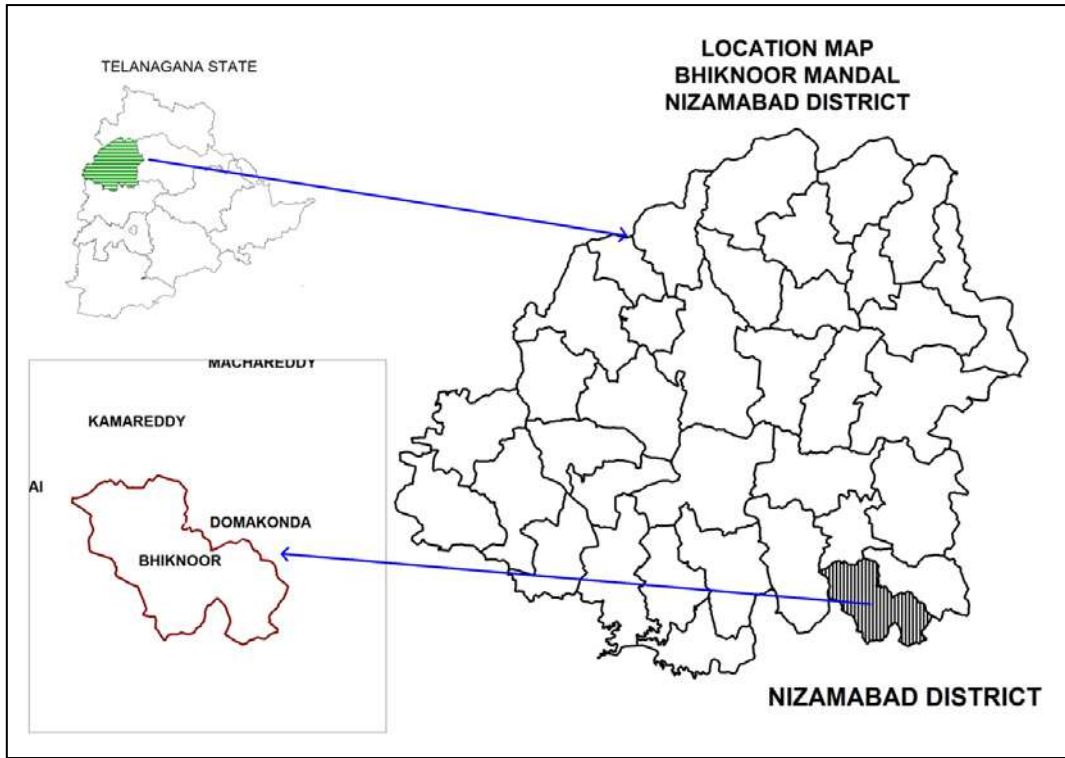 TELANAGANA STATE
LOCATION MAP
BHIKNOOR MANDAL
NIZAMABAD DISTRICT
MACHAREDDY
KAMAREDDY
AI
DOMAKONDA
BHIKNOOR
NIZAMABAD DISTRICT